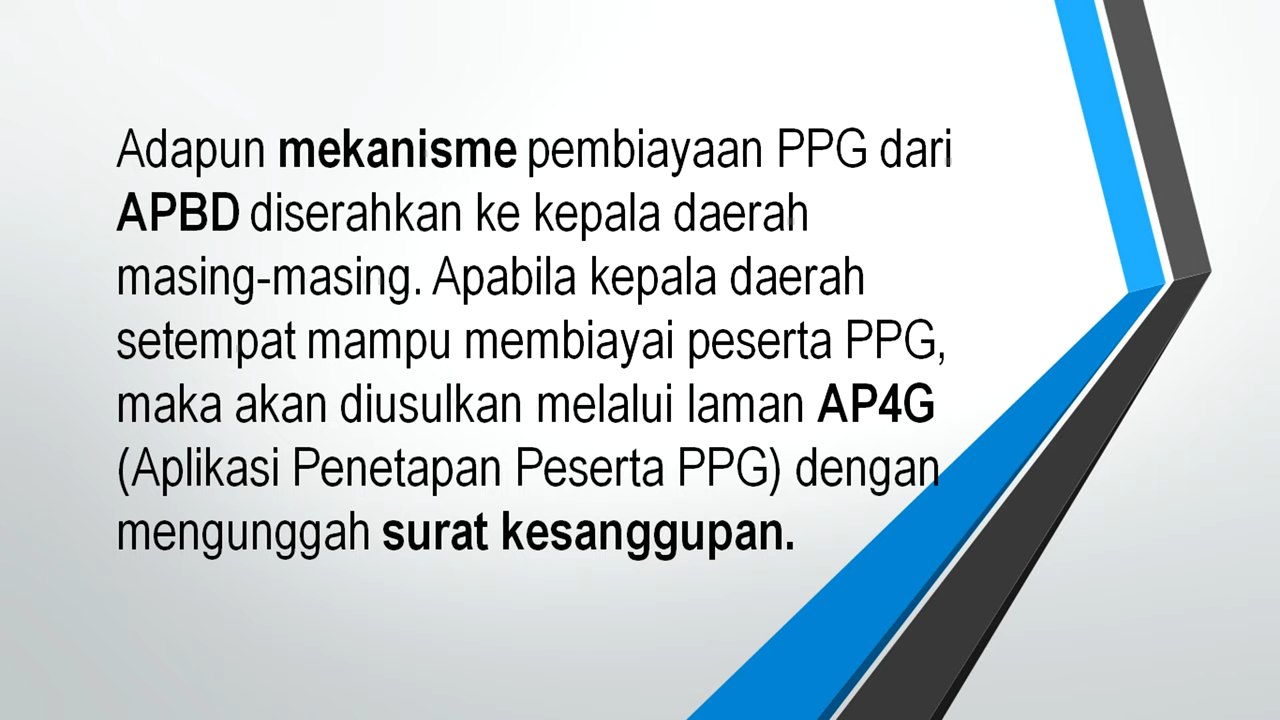 Adapun mekanisme pembiayaan PPG dari
APBD diserahkan ke kepala daerah
masing-masing. Apabila kepala daerah
setempat mampu membiayai peserta PPG,
maka akan diusulkan melalui laman AP4G
(Aplikasi Penetapan Peserta PPG) dengan
mengunggah surat kesanggupan.